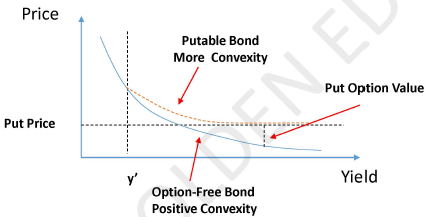 Price
Putable Bond
More Convexity
Put Option Value
Put Price
y'
Yield
Option-Free Bond
Positive Convexity